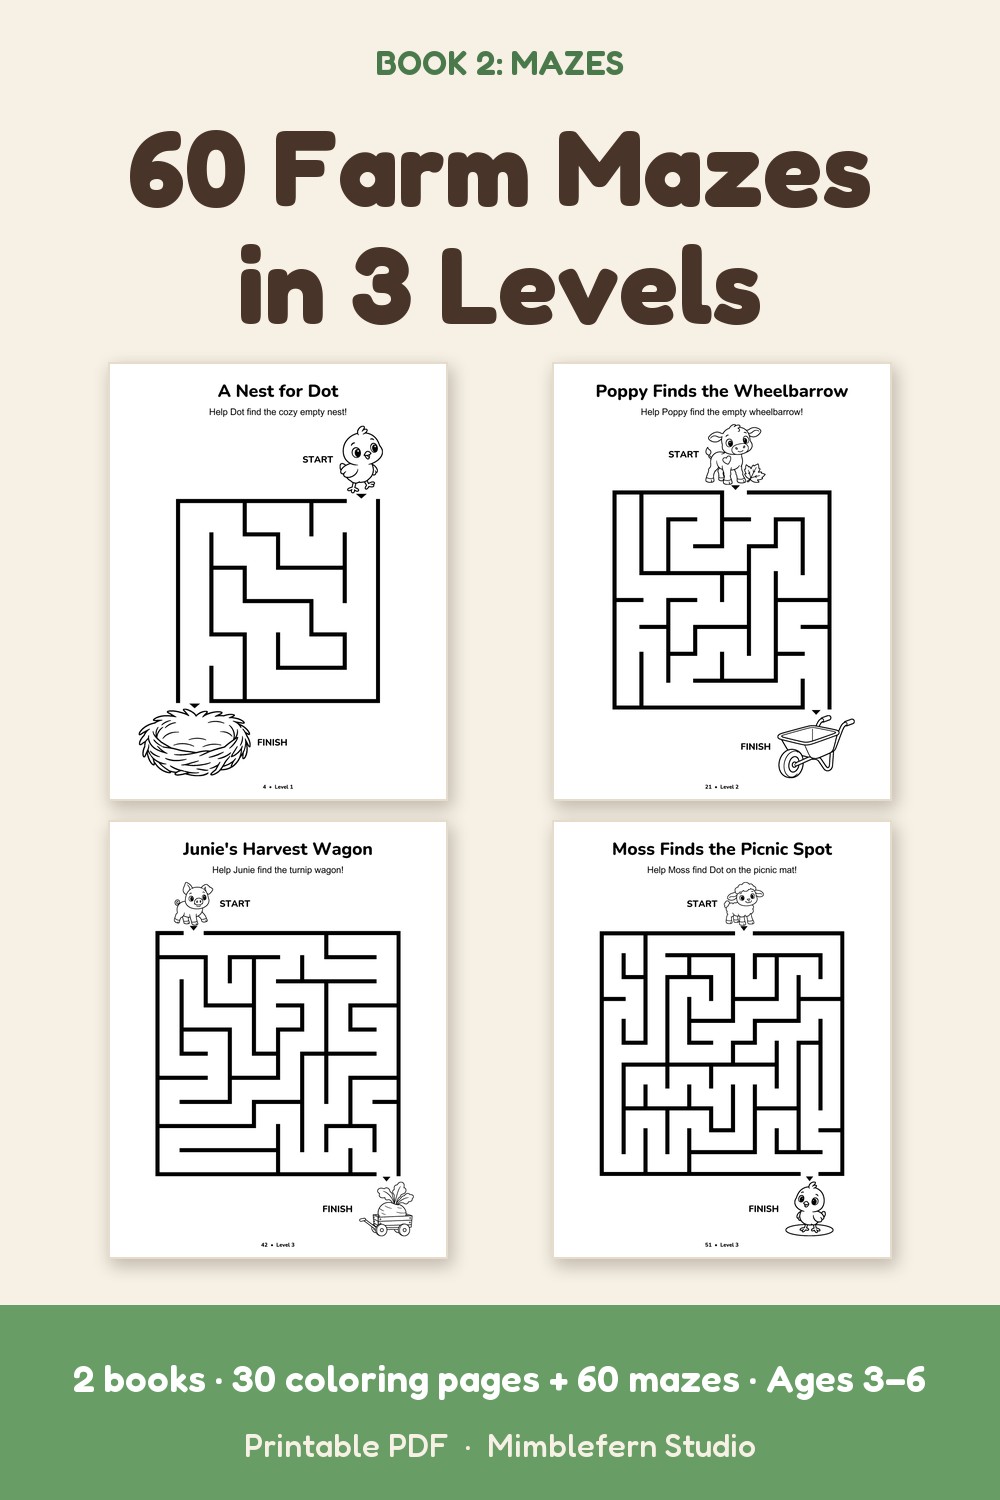 BOOK 2: MAZES
60 Farm Mazes
in 3 Levels
A Nest for Dot
Help Dot find the cozy empty nest!
START
FINISH
4 • Level 1
Poppy Finds the Wheelbarrow
Help Poppy find the empty wheelbarrow!
START
FINISH
21 • Level 2
Junie's Harvest Wagon
Help Junie find the turnip wagon!
START
FINISH
42 • Level 3
Moss Finds the Picnic Spot
Help Moss find Dot on the picnic mat!
START
FINISH
51 • Level 3
2 books · 30 coloring pages + 60 mazes · Ages 3–6
Printable PDF · Mimblefern Studio